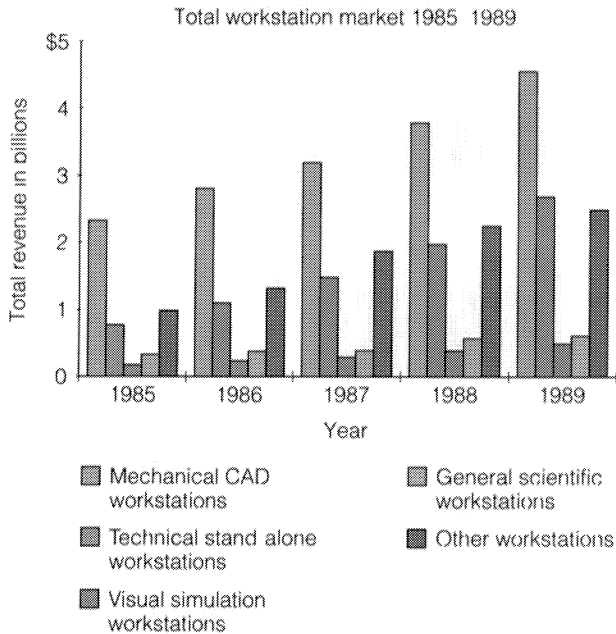 Total workstation market 1985 1989
$5
4
3
2
1
0
Total revenue in billions
1985 1986 1987 1988 1989
Year
Mechanical CAD
workstations
Technical stand alone
workstations
Visual simulation
workstations
General scientific
workstations
Other workstations